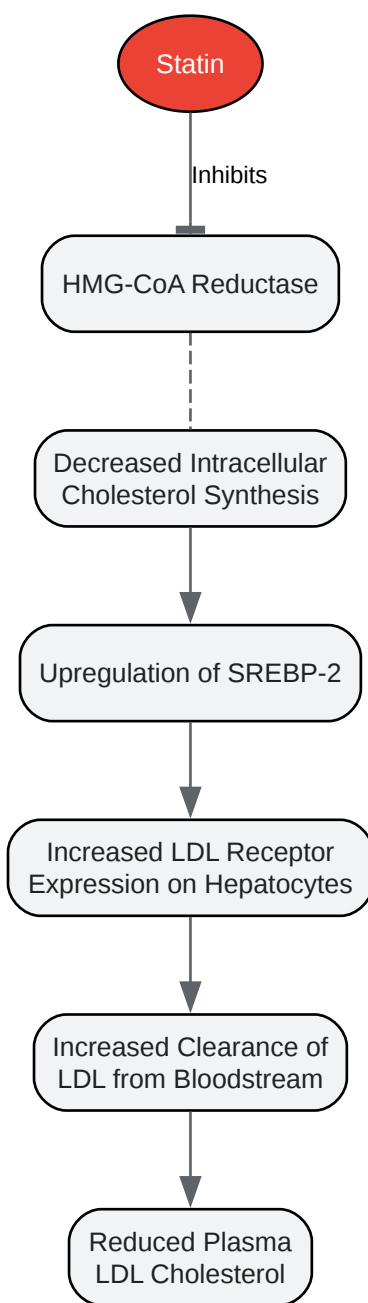 Statin
Inhibits
HMG-CoA Reductase
Decreased Intracellular
Cholesterol Synthesis
Upregulation of SREBP-2
Increased LDL Receptor
Expression on Hepatocytes
Increased Clearance of
LDL from Bloodstream
Reduced Plasma
LDL Cholesterol